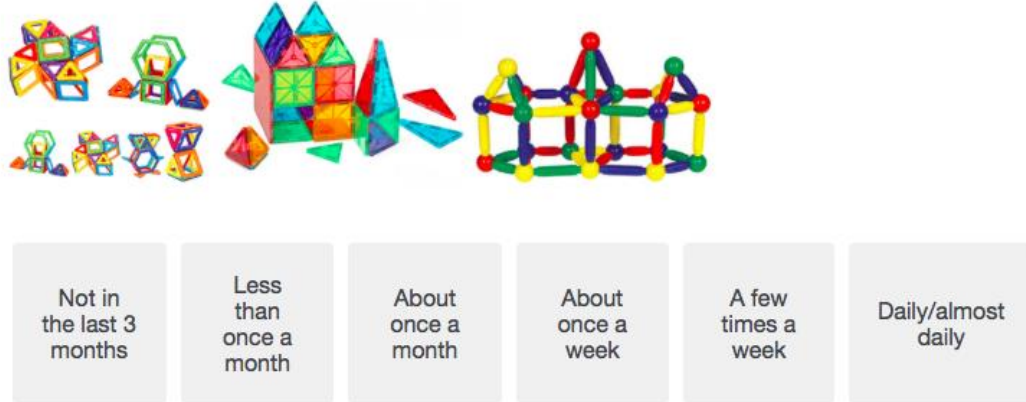 Not in
the last 3
months
Less
than
once a
month
About
once a
month
About
once a
week
A few
times a
week
Daily/almost
daily